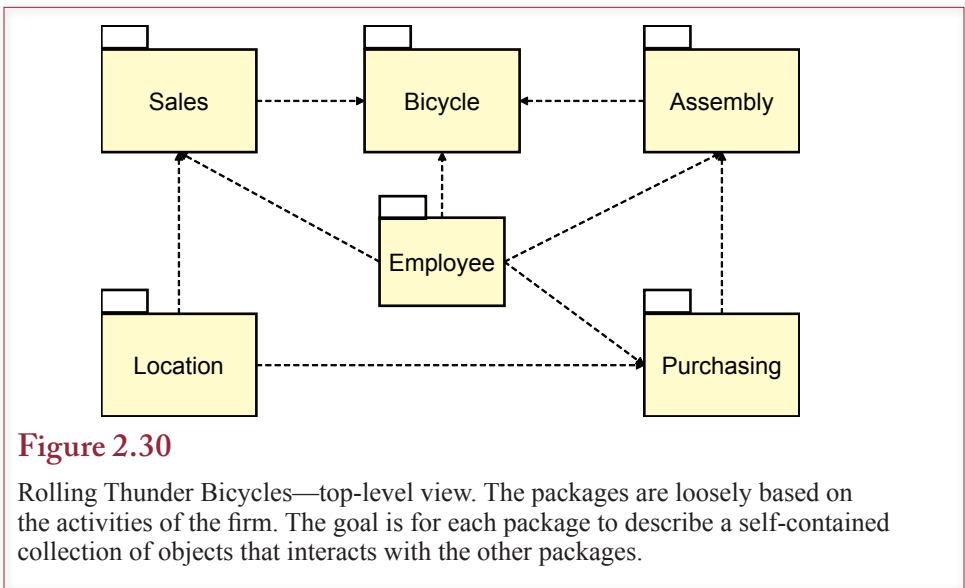 Sales
Bicycle
Assembly
Employee
Location
Purchasing
Figure 2.30
Rolling Thunder Bicycles—top-level view. The packages are loosely based on
the activities of the firm. The goal is for each package to describe a self-contained
collection of objects that interacts with the other packages.